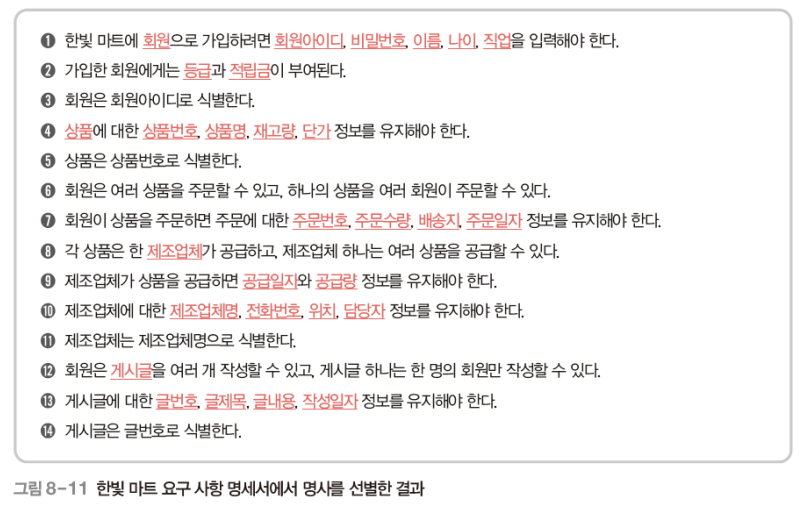 ❶ 한빛 마트에 회원으로 가입하려면 회원아이디, 비밀번호, 이름, 나이, 직업을 입력해야 한다.
❷ 가입한 회원에게는 등급과 적립금이 부여된다.
❸ 회원은 회원아이디로 식별한다.
❹ 상품에 대한 상품번호, 상품명, 재고량, 단가 정보를 유지해야 한다.
❺ 상품은 상품번호로 식별한다.
❻ 회원은 여러 상품을 주문할 수 있고, 하나의 상품을 여러 회원이 주문할 수 있다.
❼ 회원이 상품을 주문하면 주문에 대한 주문번호, 주문수량, 배송지, 주문일자 정보를 유지해야 한다.
❽ 각 상품은 한 제조업체가 공급하고, 제조업체 하나는 여러 상품을 공급할 수 있다.
❾ 제조업체가 상품을 공급하면 공급일자와 공급량 정보를 유지해야 한다.
❿ 제조업체에 대한 제조업체명, 전화번호, 위치, 담당자 정보를 유지해야 한다.
⓫ 제조업체는 제조업체명으로 식별한다.
⓬ 회원은 게시글을 여러 개 작성할 수 있고, 게시글 하나는 한 명의 회원만 작성할 수 있다.
⓭ 게시글에 대한 글번호, 글제목, 글내용, 작성일자 정보를 유지해야 한다.
⓮ 게시글은 글번호로 식별한다.
그림 8-11 한빛 마트 요구 사항 명세서에서 명사를 선별한 결과